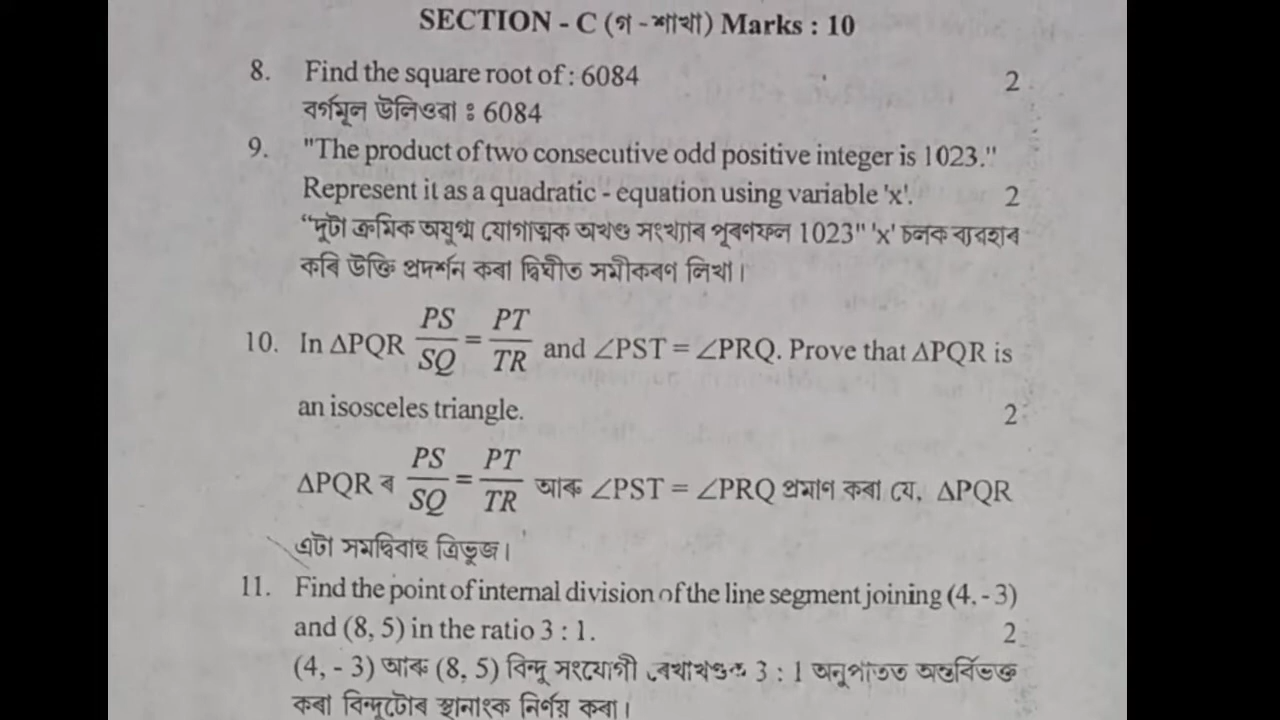 SECTION - C (গ - শাখা) Marks : 10
8. Find the square root of : 6084 2
বৰ্গমূল উলিওৱা ঃ 6084
9. "The product of two consecutive odd positive integer is 1023."
Represent it as a quadratic - equation using variable 'x'. 2
“দুটা ক্ৰমিক অযুগ্ম যোগাত্মক অখণ্ড সংখ্যাৰ পূৰণফল 1023" 'x' চলক ব্যৱহাৰ
কৰি উক্তি প্ৰদৰ্শন কৰা দ্বিঘাত সমীকৰণ লিখা।
10. In ΔPQR PS/SQ = PT/TR and ∠PST = ∠PRQ. Prove that ΔPQR is
an isosceles triangle. 2
ΔPQR ৰ PS/SQ = PT/TR আৰু ∠PST = ∠PRQ প্ৰমাণ কৰা যে, ΔPQR
এটা সমদ্বিবাহু ত্ৰিভূজ।
11. Find the point of internal division of the line segment joining (4, - 3)
and (8, 5) in the ratio 3 : 1. 2
(4, - 3) আৰু (8, 5) বিন্দু সংযোগী ৰেখাখণ্ডক 3 : 1 অনুপাতত অন্তৰ্বিভক্ত
কৰা বিন্দুটোৰ স্থানাংক নিৰ্ণয় কৰা।